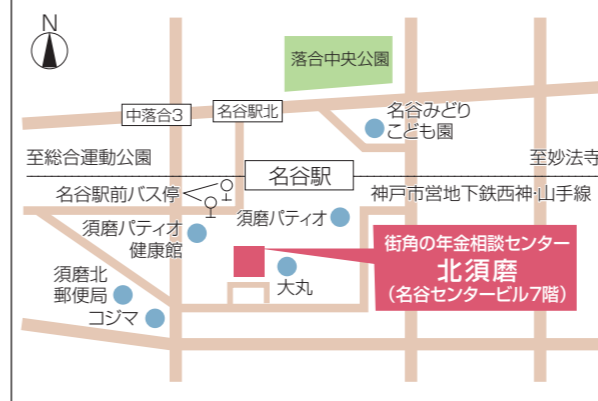 N
落合中央公園
中落合3
名谷駅北
名谷みどり
こども園
至総合運動公園
名谷駅
至妙法寺
名谷駅前バス停
神戸市営地下鉄西神・山手線
須磨パティオ
須磨パティオ
健康館
街角の年金相談センター
北須磨
（名谷センタービル7階）
須磨北
郵便局
大丸
コジマ